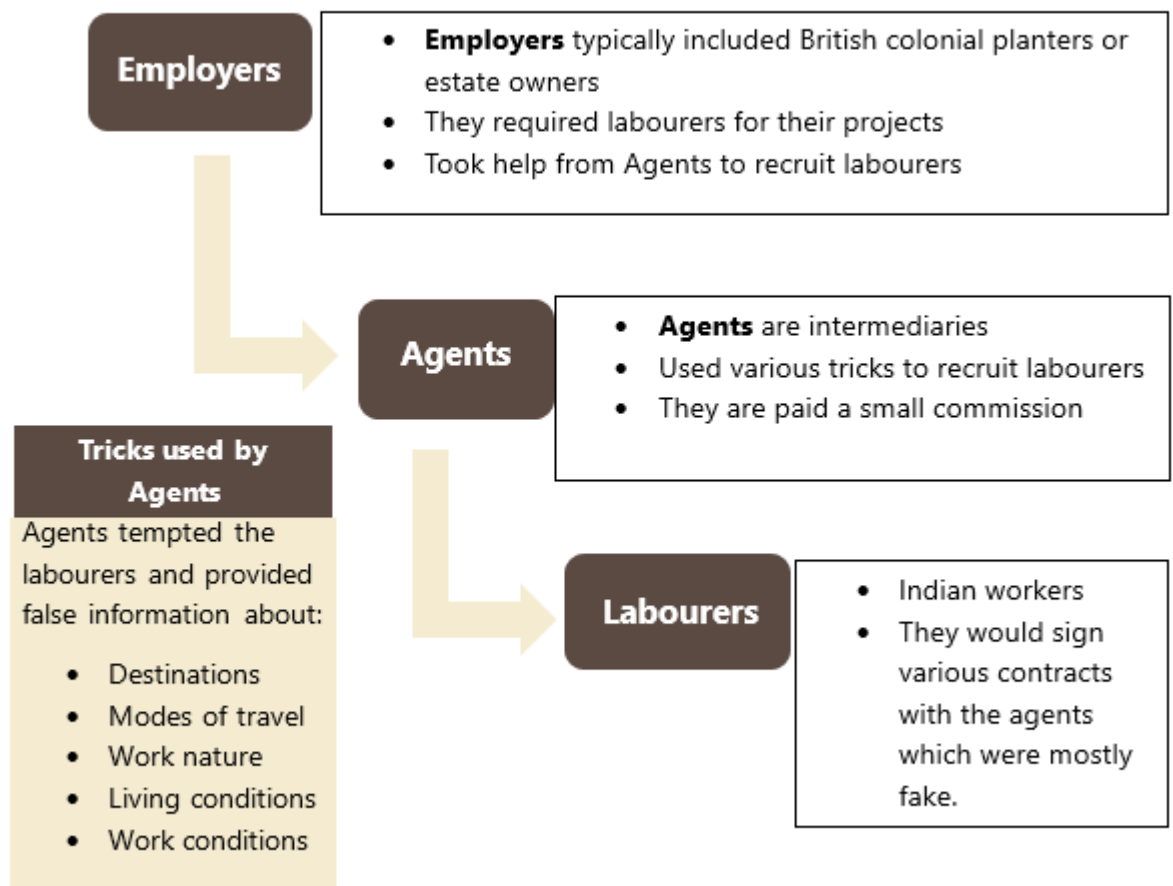 Employers
• Employers typically included British colonial planters or
estate owners
• They required labourers for their projects
• Took help from Agents to recruit labourers
Agents
• Agents are intermediaries
• Used various tricks to recruit labourers
• They are paid a small commission
Tricks used by
Agents
Agents tempted the
labourers and provided
false information about:
• Destinations
• Modes of travel
• Work nature
• Living conditions
• Work conditions
Labourers
• Indian workers
• They would sign
various contracts
with the agents
which were mostly
fake.